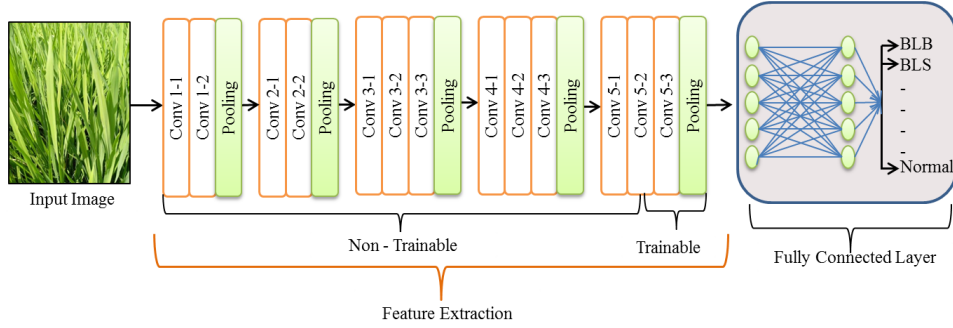 Input Image
Conv 1-1
Conv 1-2
Pooling
Conv 2-1
Conv 2-2
Pooling
Conv 3-1
Conv 3-2
Conv 3-3
Pooling
Conv 4-1
Conv 4-2
Conv 4-3
Pooling
Conv 5-1
Conv 5-2
Conv 5-3
Pooling
BLB
BLS
-
-
-
-
Normal
Non - Trainable
Trainable
Fully Connected Layer
Feature Extraction